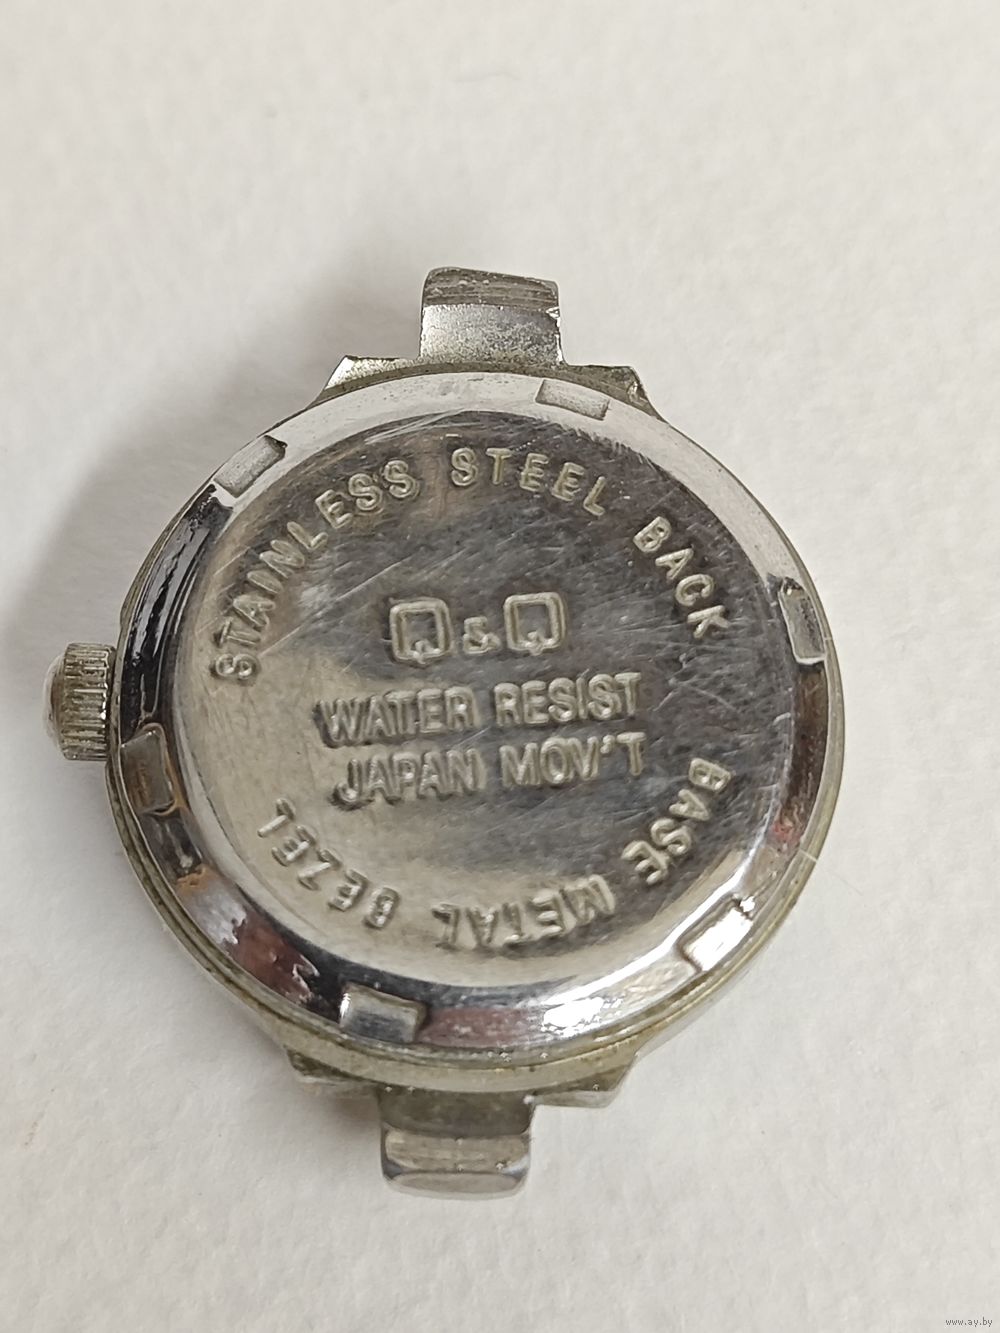 STAINLESS STEEL BACK
Q&Q
WATER RESIST
JAPAN MOV'T
BASE METAL BEZEL
www.ay.by